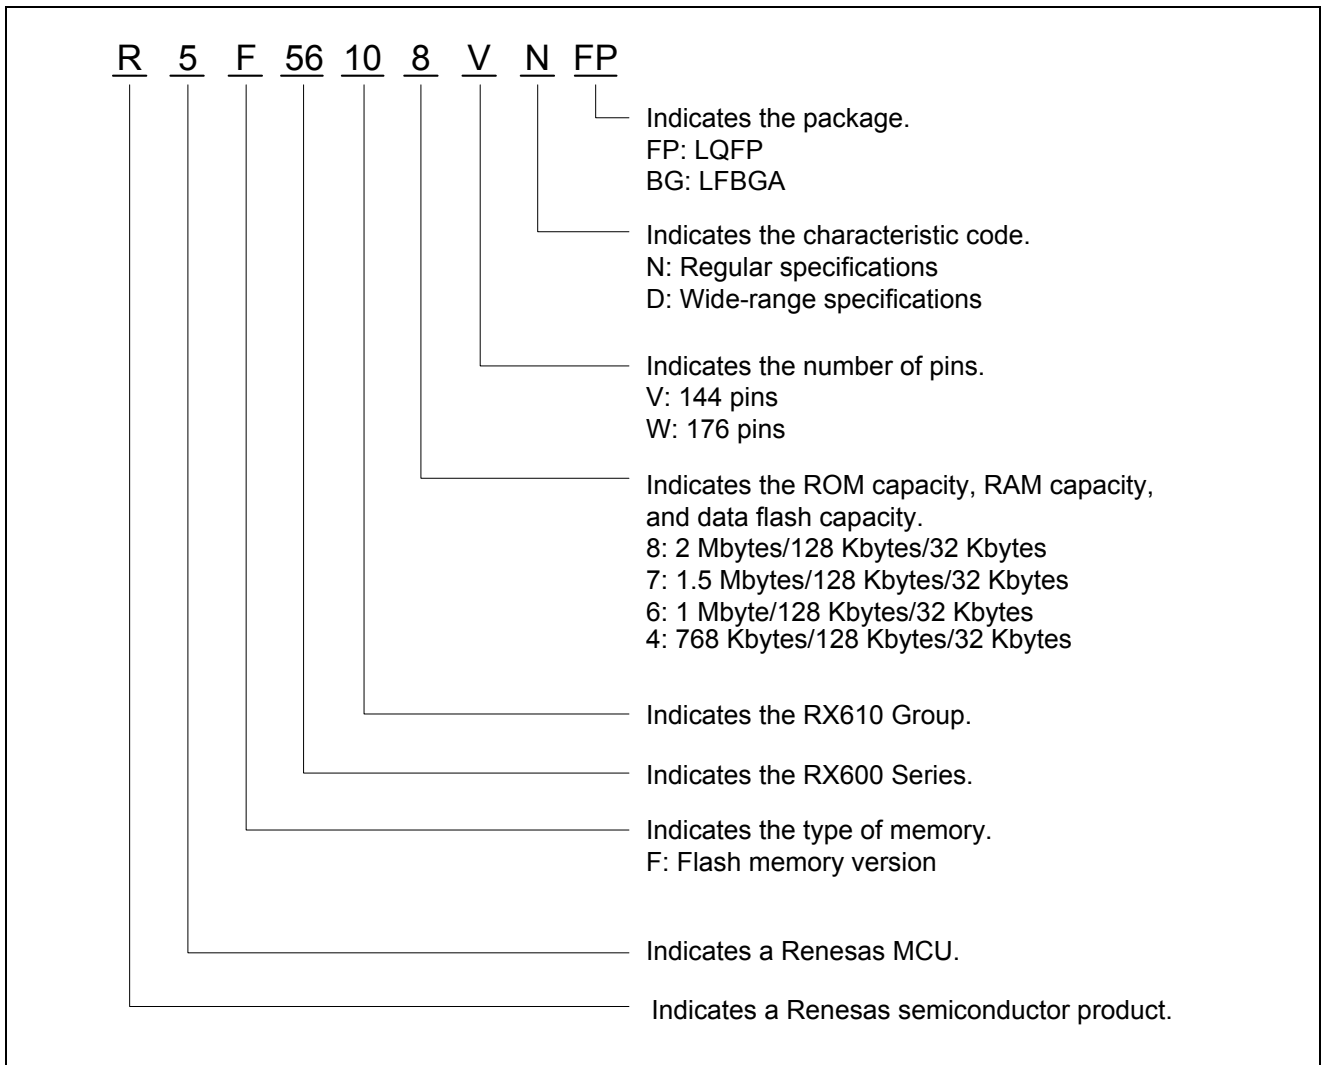 R 5 F 56 10 8 V N FP
Indicates the package.
FP: LQFP
BG: LFBGA
Indicates the characteristic code.
N: Regular specifications
D: Wide-range specifications
Indicates the number of pins.
V: 144 pins
W: 176 pins
Indicates the ROM capacity, RAM capacity,
and data flash capacity.
8: 2 Mbytes/128 Kbytes/32 Kbytes
7: 1.5 Mbytes/128 Kbytes/32 Kbytes
6: 1 Mbyte/128 Kbytes/32 Kbytes
4: 768 Kbytes/128 Kbytes/32 Kbytes
Indicates the RX610 Group.
Indicates the RX600 Series.
Indicates the type of memory.
F: Flash memory version
Indicates a Renesas MCU.
Indicates a Renesas semiconductor product.